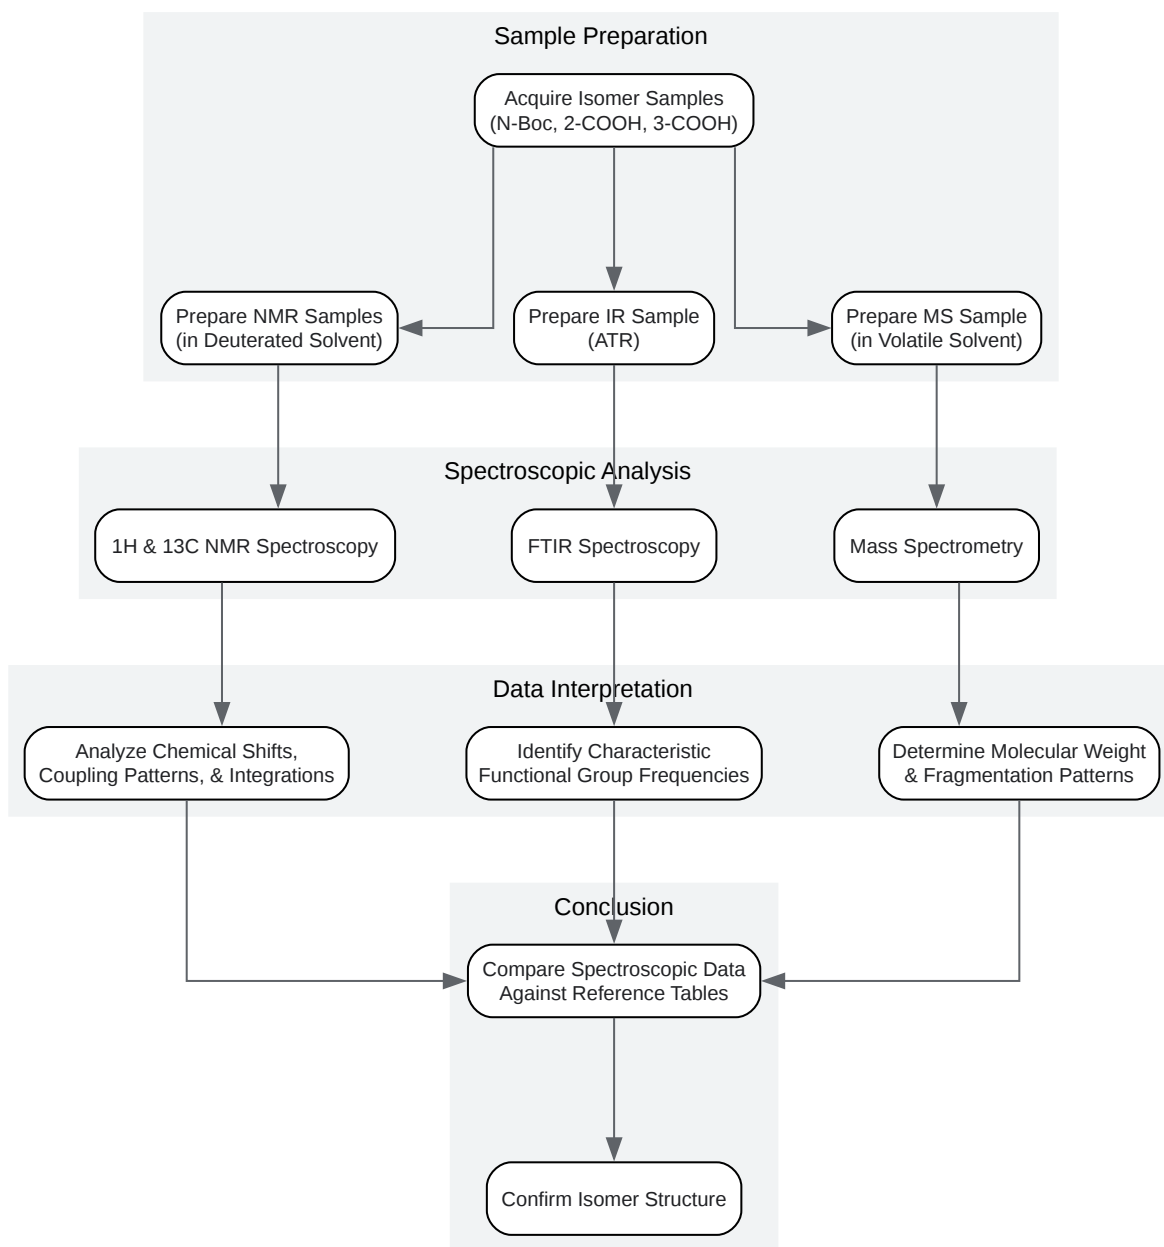 Sample Preparation
Acquire Isomer Samples
(N-Boc, 2-COOH, 3-COOH)
Prepare NMR Samples
(in Deuterated Solvent)
Prepare IR Sample
(ATR)
Prepare MS Sample
(in Volatile Solvent)
Spectroscopic Analysis
1H & 13C NMR Spectroscopy
FTIR Spectroscopy
Mass Spectrometry
Data Interpretation
Analyze Chemical Shifts,
Coupling Patterns, & Integrations
Identify Characteristic
Functional Group Frequencies
Determine Molecular Weight
& Fragmentation Patterns
Conclusion
Compare Spectroscopic Data
Against Reference Tables
Confirm Isomer Structure